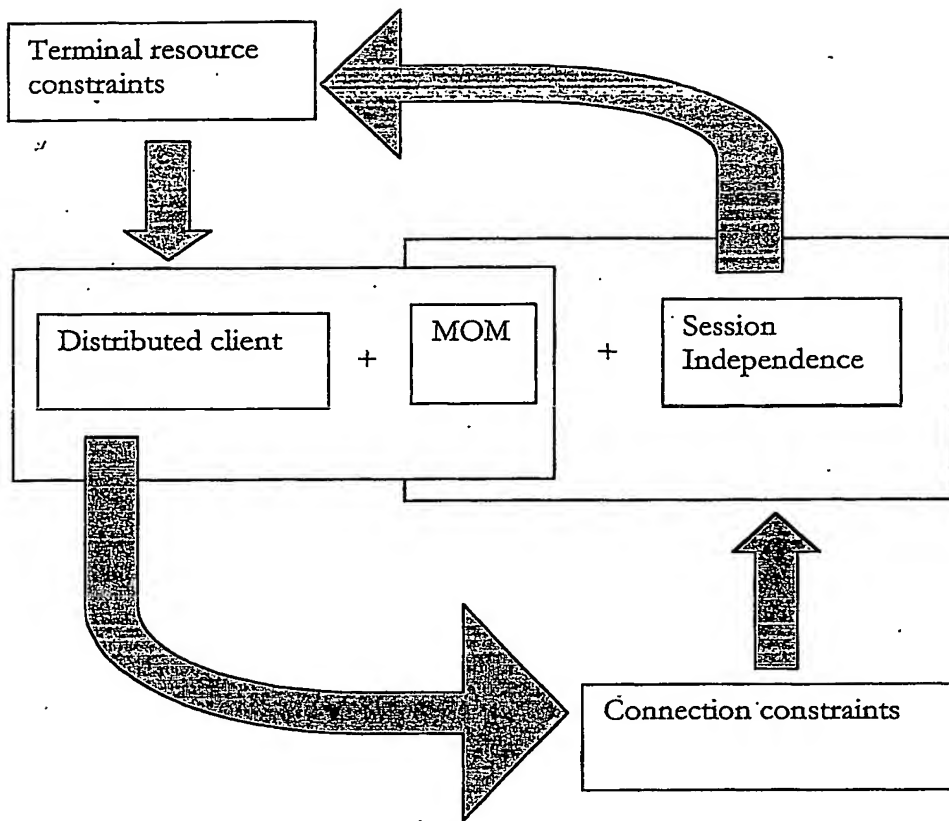 Terminal resource
constraints
Distributed client
+
MOM
+
Session
Independence
Connection constraints